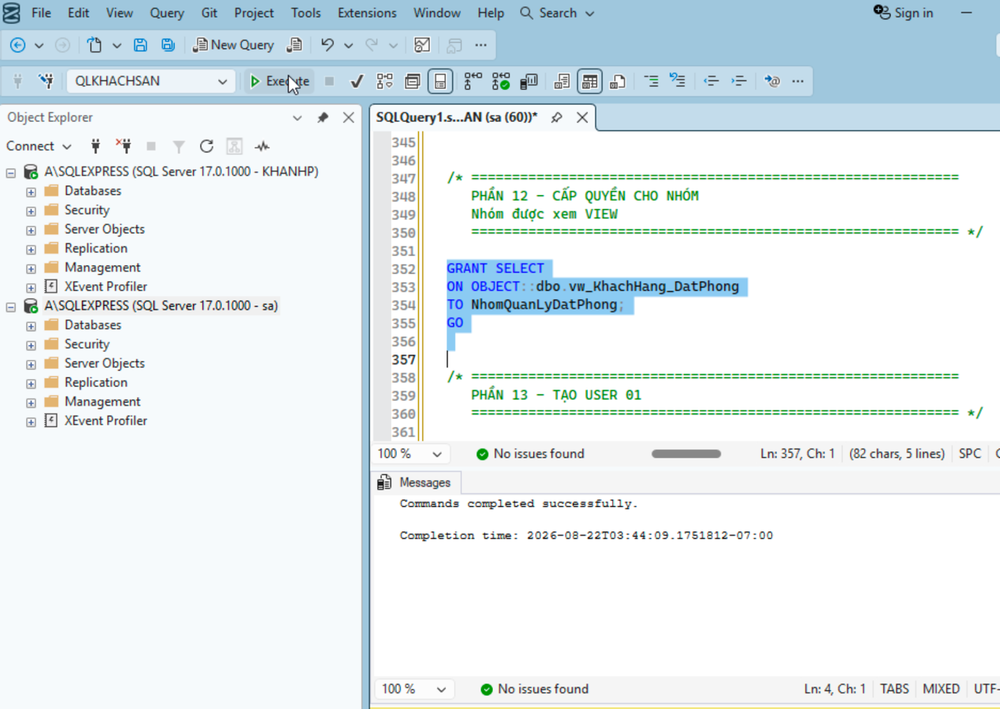 File Edit View Query Git Project Tools Extensions Window Help Search Sign in
New Query
QLKHACHSAN Execute
Object Explorer
Connect
A\SQLEXPRESS (SQL Server 17.0.1000 - KHANHP)
Databases
Security
Server Objects
Replication
Management
XEvent Profiler
A\SQLEXPRESS (SQL Server 17.0.1000 - sa)
Databases
Security
Server Objects
Replication
Management
XEvent Profiler
SQLQuery1.s...AN (sa (60))*
345
346
347 /* ============================================================
348 PHẦN 12 - CẤP QUYỀN CHO NHÓM
349 Nhóm được xem VIEW
350 ============================================================ */
351
352 GRANT SELECT
353 ON OBJECT::dbo.vw_KhachHang_DatPhong
354 TO NhomQuanLyDatPhong;
355 GO
356
357
358 /* ============================================================
359 PHẦN 13 - TẠO USER 01
360 ============================================================ */
361
100 % No issues found Ln: 357, Ch: 1 (82 chars, 5 lines) SPC
Messages
Commands completed successfully.
Completion time: 2026-08-22T03:44:09.1751812-07:00
100 % No issues found Ln: 4, Ch: 1 TABS MIXED UTF-